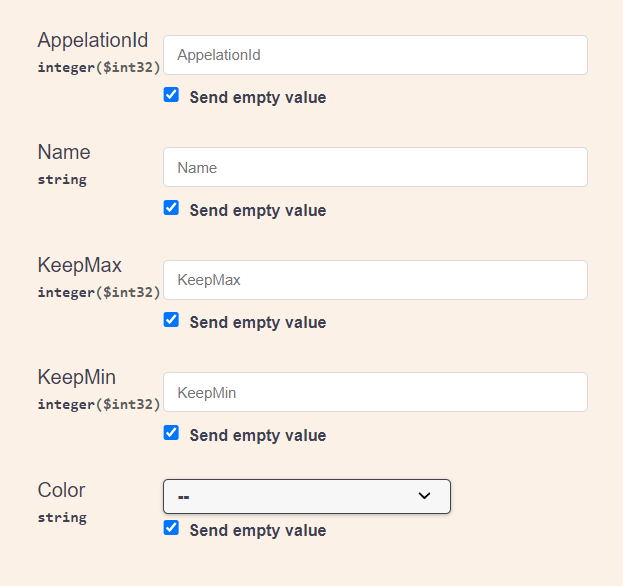 AppelationId
AppelationId
integer($int32)
Send empty value
Name
Name
string
Send empty value
KeepMax
KeepMax
integer($int32)
Send empty value
KeepMin
KeepMin
integer($int32)
Send empty value
Color
--
string
Send empty value